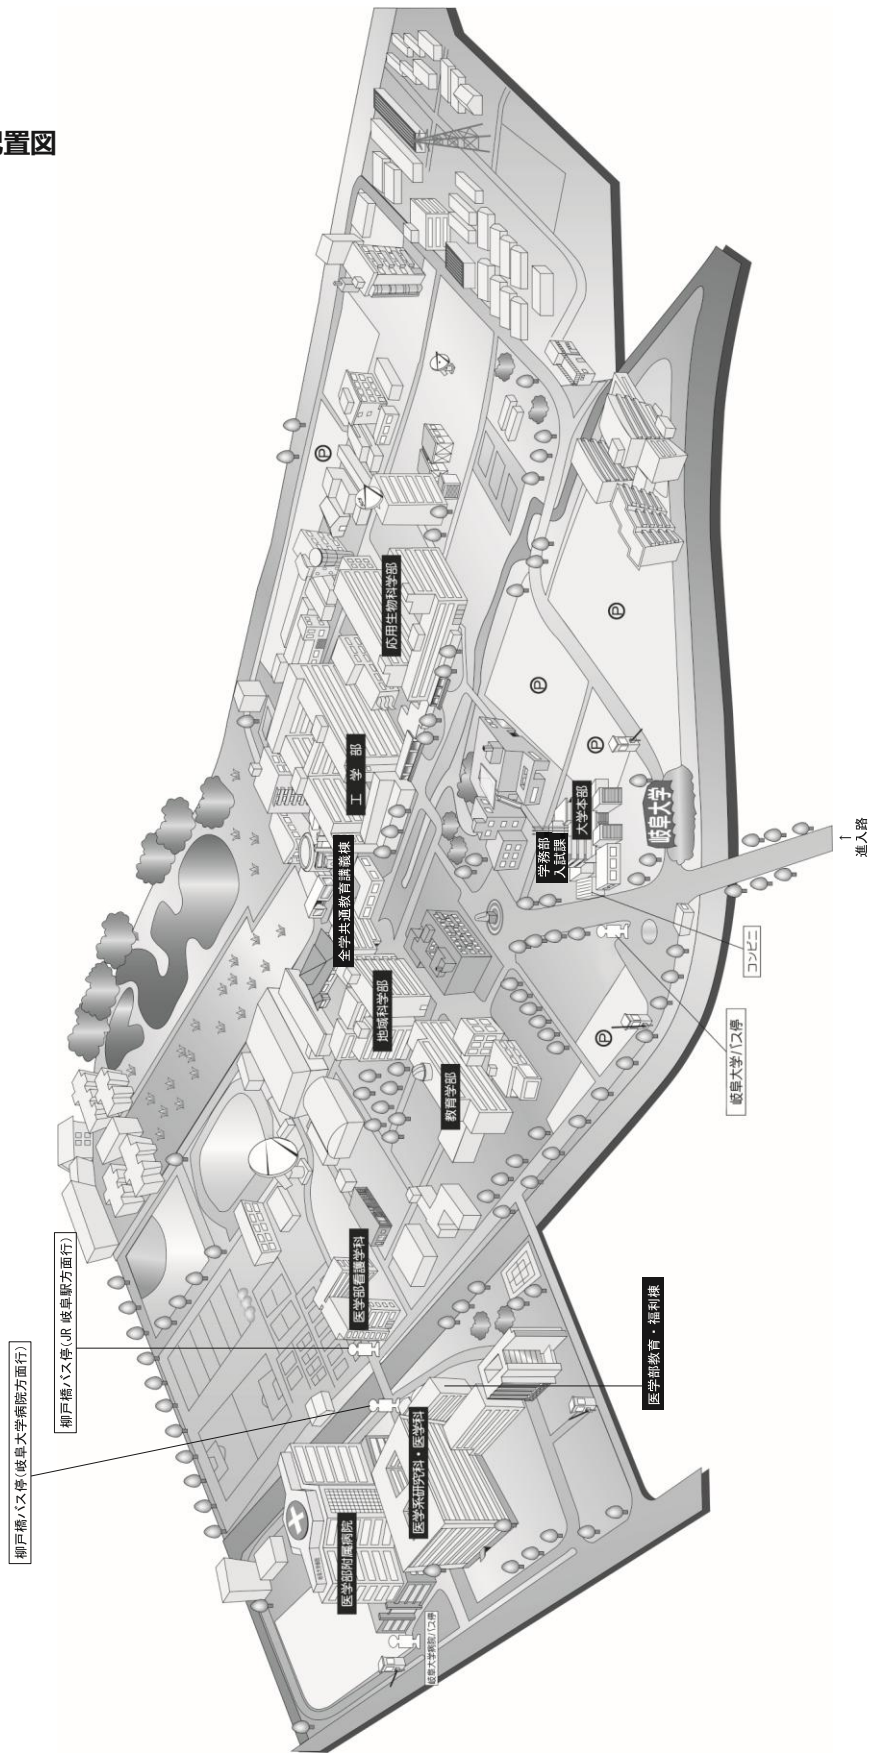 配置図
柳戸橋バス停(岐阜大学病院方面行)
柳戸橋バス停(JR 岐阜駅方面行)
応用生物科学部
工学部
全学共通教育講義棟
地域科学部
教育学部
学務部
入試課
大学本部
岐阜大学
↑
進入路
コンビニ
岐阜大学バス停
医学部看護学科
医学部教育・福利棟
医学系研究科・医学科
医学部附属病院
岐阜大学病院バス停
P
P
P
P
P